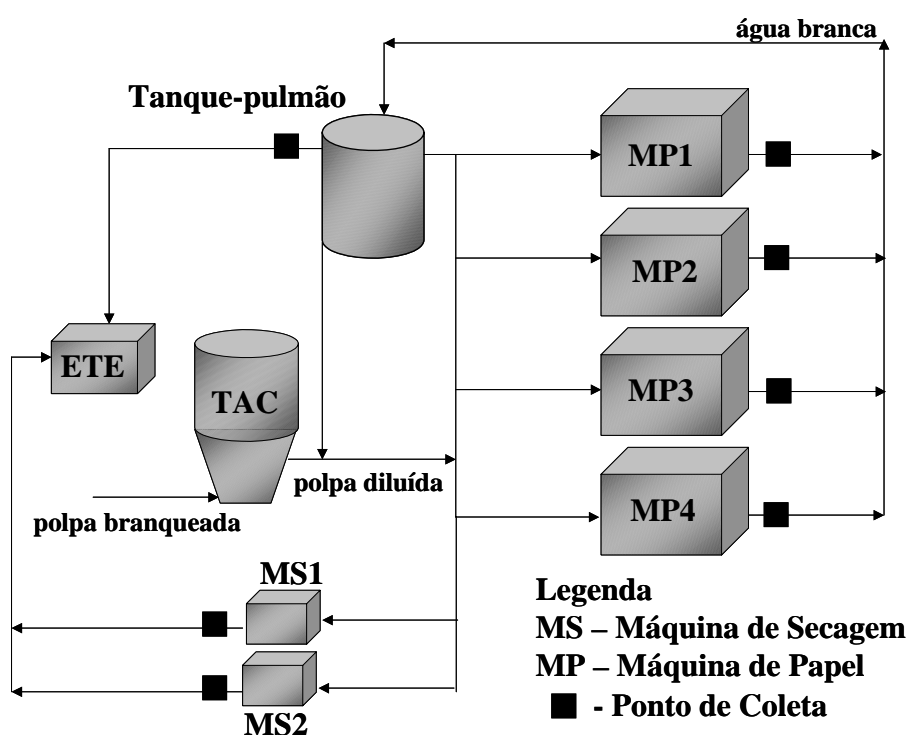 água branca
Tanque-pulmão
MP1
MP2
ETE
TAC
MP3
polpa diluída
MP4
polpa branqueada
MS1
Legenda
MS – Máquina de Secagem
MP – Máquina de Papel
- Ponto de Coleta
MS2